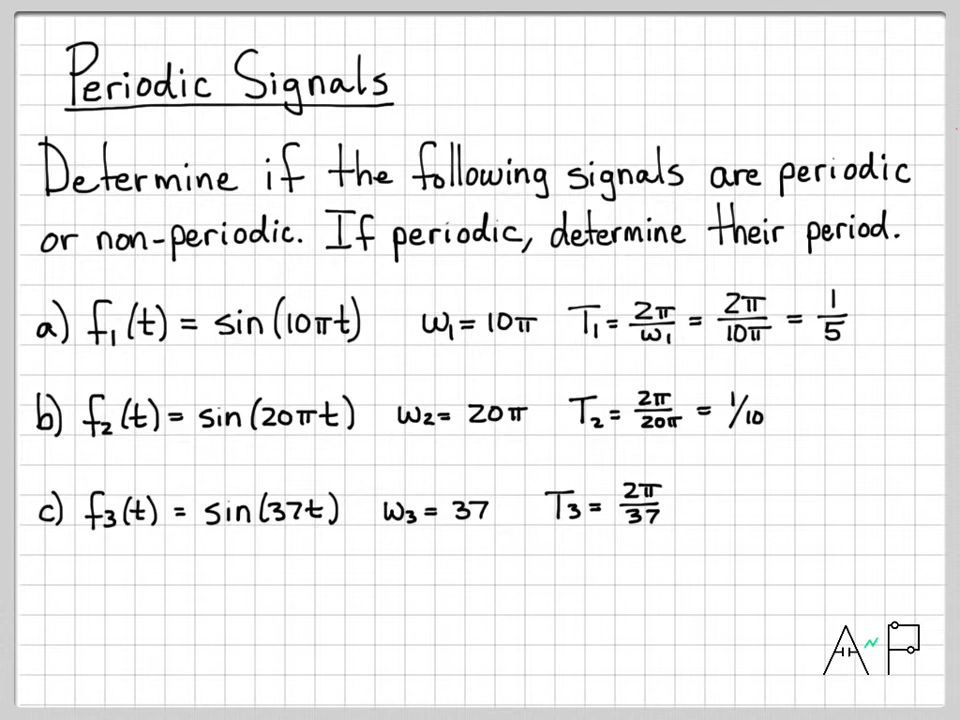 Periodic Signals
Determine if the following signals are periodic
or non-periodic. If periodic, determine their period.
a) f₁(t) = sin(10πt) ω₁ = 10π T₁ = 2π/ω₁ = 2π/10π = 1/5
b) f₂(t) = sin(20πt) ω₂ = 20π T₂ = 2π/20π = 1/10
c) f₃(t) = sin(37t) ω₃ = 37 T₃ = 2π/37
A~P